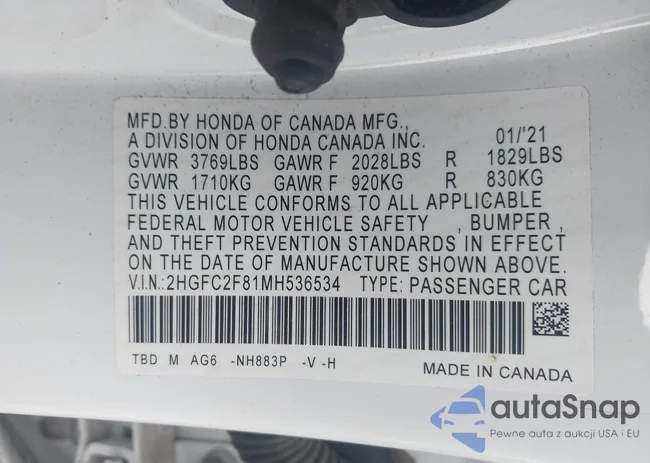 MFD.BY HONDA OF CANADA MFG.,
A DIVISION OF HONDA CANADA INC. 01/'21
GVWR 3769LBS GAWR F 2028LBS R 1829LBS
GVWR 1710KG GAWR F 920KG R 830KG
THIS VEHICLE CONFORMS TO ALL APPLICABLE
FEDERAL MOTOR VEHICLE SAFETY , BUMPER ,
AND THEFT PREVENTION STANDARDS IN EFFECT
ON THE DATE OF MANUFACTURE SHOWN ABOVE.
V.I.N.:2HGFC2F81MH536534 TYPE: PASSENGER CAR
TBD M AG6 -NH883P -V -H MADE IN CANADA
autaSnap
Pewne auta z aukcji USA i EU